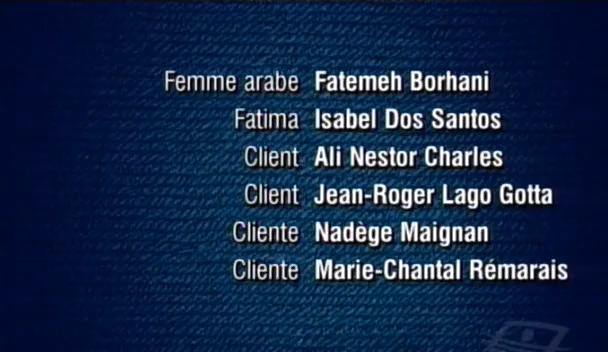 Femme arabe Fatemeh Borhani
Fatima Isabel Dos Santos
Client Ali Nestor Charles
Client Jean-Roger Lago Gotta
Cliente Nadège Maignan
Cliente Marie-Chantal Rémarais